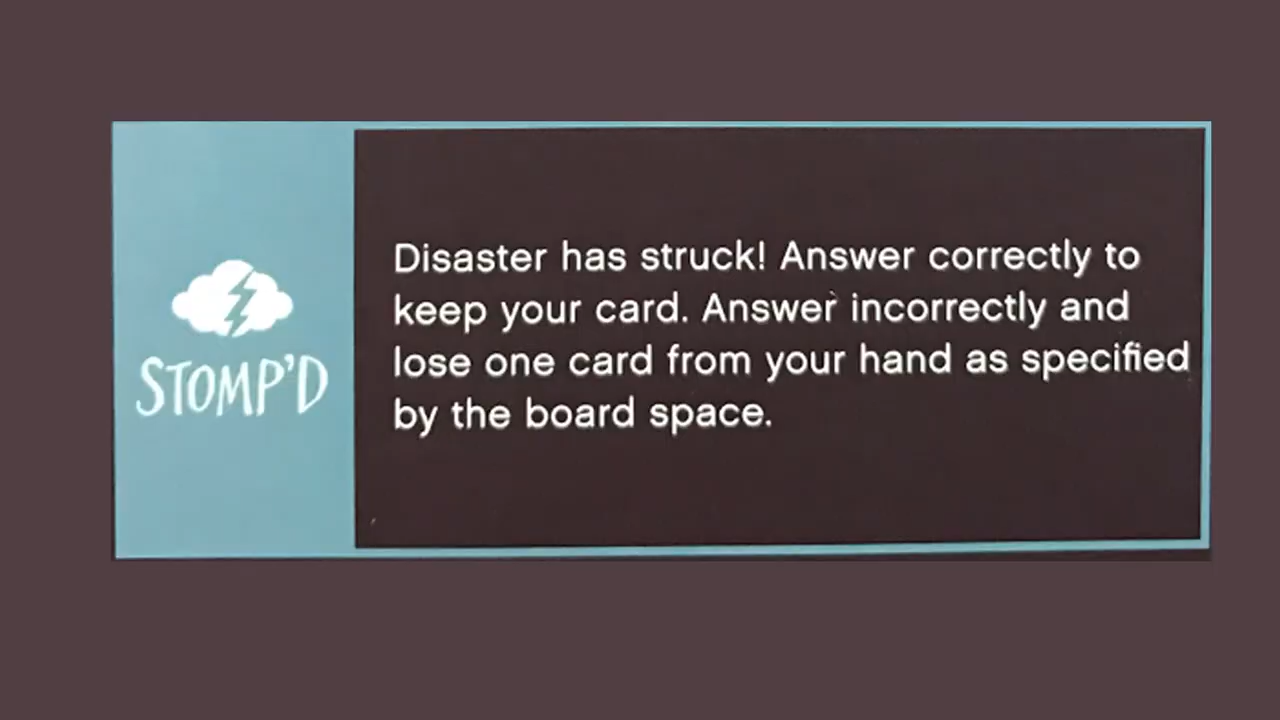 STOMP'D
Disaster has struck! Answer correctly to
keep your card. Answer incorrectly and
lose one card from your hand as specified
by the board space.